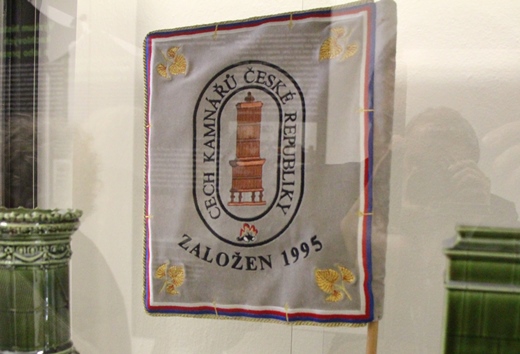 CECH KAMNÁŘŮ ČESKÉ REPUBLIKY
ZALOŽEN 1995